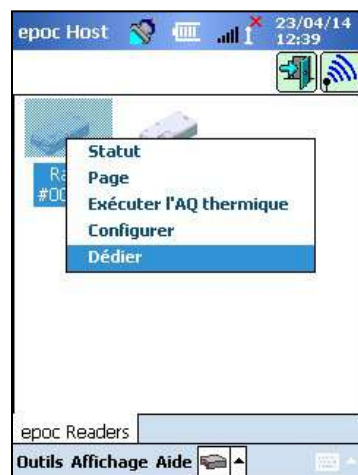 epoc Host
23/04/14
12:39
Statut
Page
Exécuter l'AQ thermique
Configurer
Dédier
epoc Readers
Outils Affichage Aide